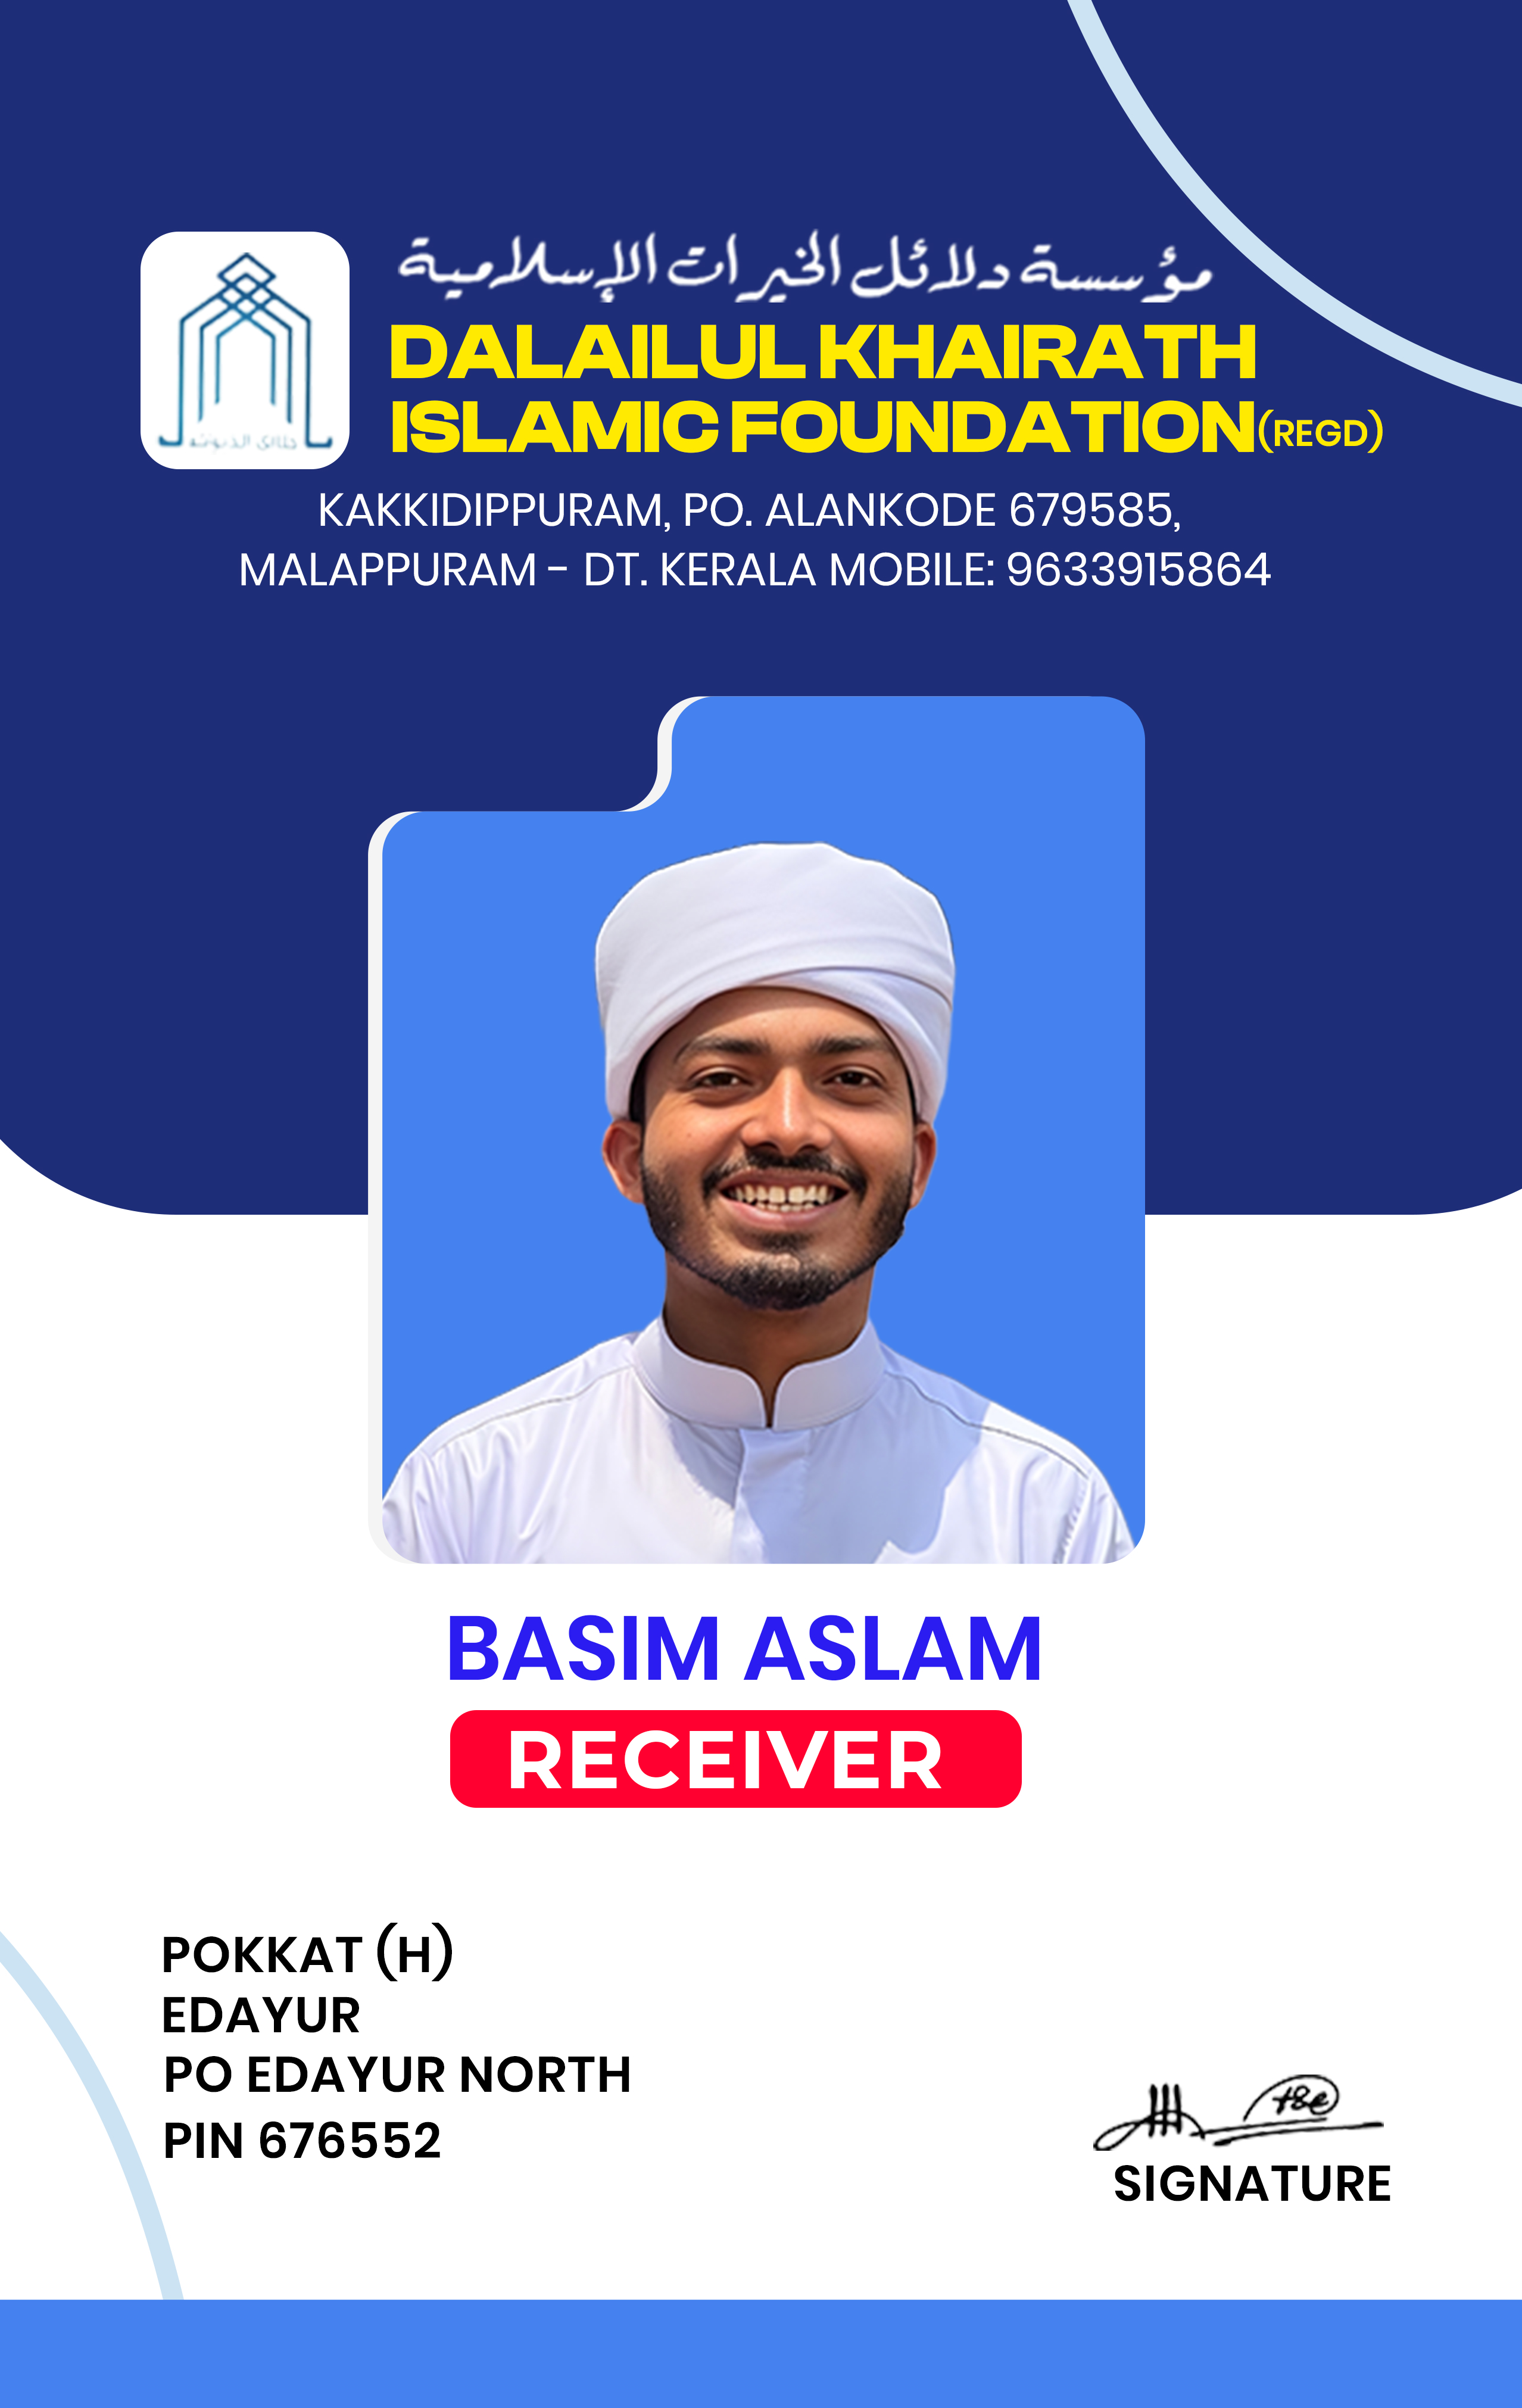 مؤسسة دلائل الخيرات الإسلامية
DALAILUL KHAIRATH
ISLAMIC FOUNDATION(REGD)
KAKKIDIPPURAM, PO. ALANKODE 679585,
MALAPPURAM - DT. KERALA MOBILE: 9633915864
BASIM ASLAM
RECEIVER
POKKAT (H)
EDAYUR
PO EDAYUR NORTH
PIN 676552
SIGNATURE